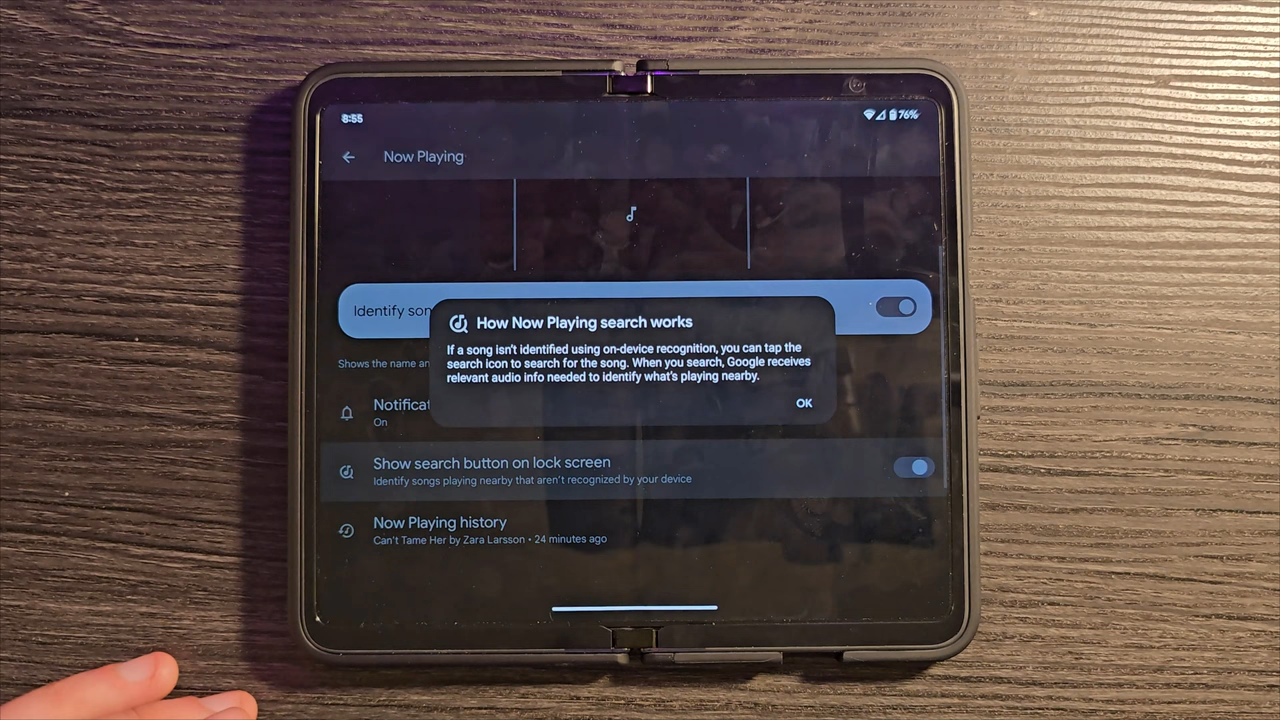 8:55
76%
Now Playing
Identify son
How Now Playing search works
If a song isn't identified using on-device recognition, you can tap the
search icon to search for the song. When you search, Google receives
relevant audio info needed to identify what's playing nearby.
OK
Shows the name an
Notificat
On
Show search button on lock screen
Identify songs playing nearby that aren't recognized by your device
Now Playing history
Can't Tame Her by Zara Larsson • 24 minutes ago